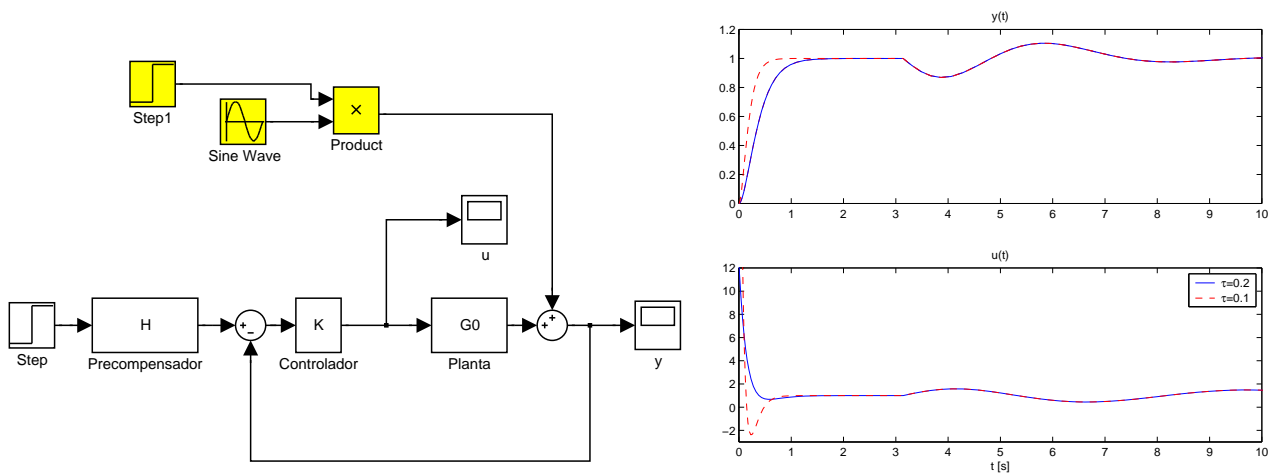 Step1
Sine Wave
×
Product
u
Step
H
Precompensador
+
−
K
Controlador
G0
Planta
+
+
y
y(t)
1.2
1
0.8
0.6
0.4
0.2
0
0 1 2 3 4 5 6 7 8 9 10
u(t)
12
10
8
6
4
2
0
−2
0 1 2 3 4 5 6 7 8 9 10
t [s]
τ=0.2
τ=0.1